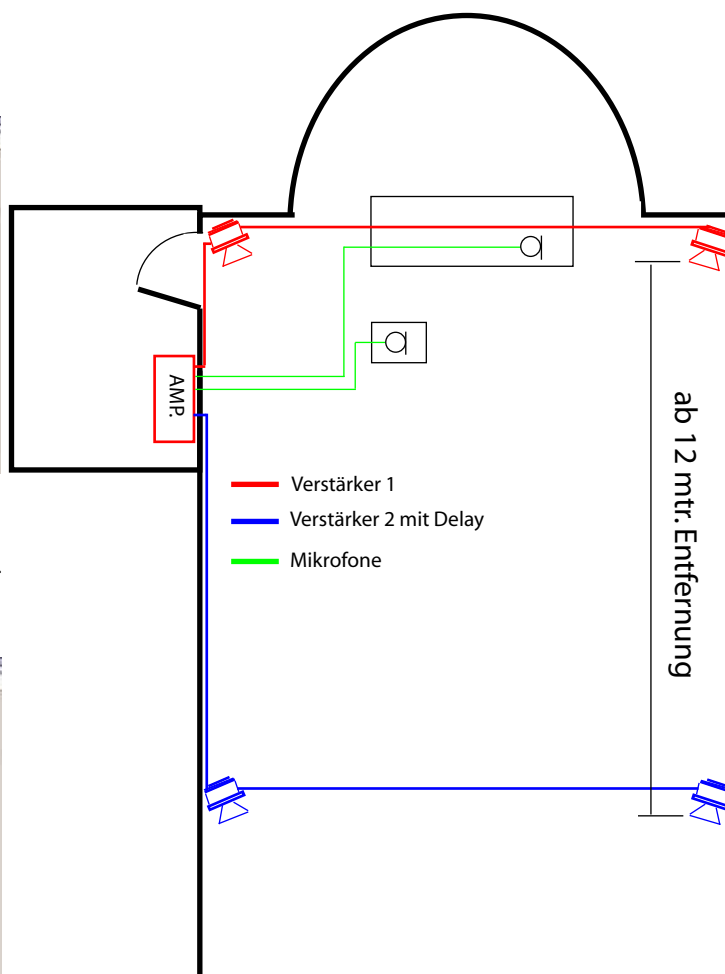 AMP.
ab 12 mtr. Entfernung
Verstärker 1
Verstärker 2 mit Delay
Mikrofone